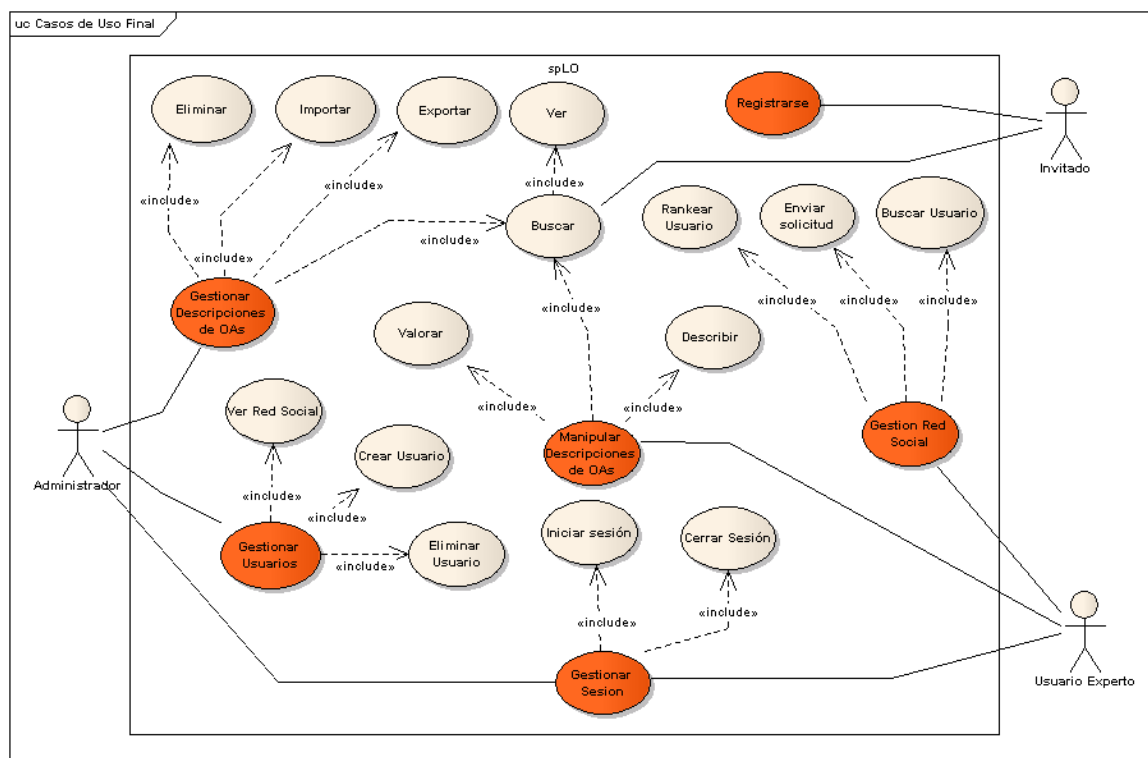 uc Casos de Uso Final
spLO
Eliminar
Importar
Exportar
Ver
Registrarse
Invitado
«include»
«include»
«include»
«include»
«include»
Buscar
Rankear
Usuario
Enviar
solicitud
Buscar Usuario
«include»
Gestionar
Descripciones
de OAs
«include»
«include»
«include»
Valorar
Describir
Ver Red Social
«include»
«include»
Gestion Red
Social
Crear Usuario
Manipular
Descripciones
de OAs
Administrador
«include»
«include»
Iniciar sesión
Cerrar Sesión
Gestionar
Usuarios
Eliminar
Usuario
«include»
«include»
«include»
Gestionar
Sesion
Usuario Experto